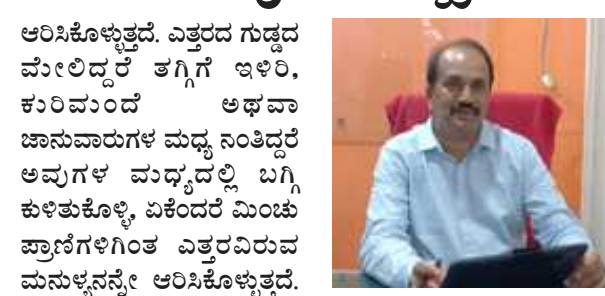 ಆರಿಸಿಕೊಳ್ಳುತ್ತದೆ. ಎತ್ತರದ ಗುಡ್ಡದ
ಮೇಲಿದ್ದರೆ ತಗ್ಗಿಗೆ ಇಳಿರಿ,
ಕುರಿಮಂದೆ ಅಥವಾ
ಜಾನುವಾರುಗಳ ಮಧ್ಯ ನಂತಿದ್ದರೆ
ಅವುಗಳ ಮಧ್ಯದಲ್ಲಿ ಬಗ್ಗಿ
ಕುಳಿತುಕೊಳ್ಳಿ, ಏಕೆಂದರೆ ಮಿಂಚು
ಪ್ರಾಣಿಗಳಿಗಿಂತ ಎತ್ತರವಿರುವ
ಮನುಳ್ಯನನ್ನೇ ಆರಿಸಿಕೊಳ್ಳುತ್ತದೆ.